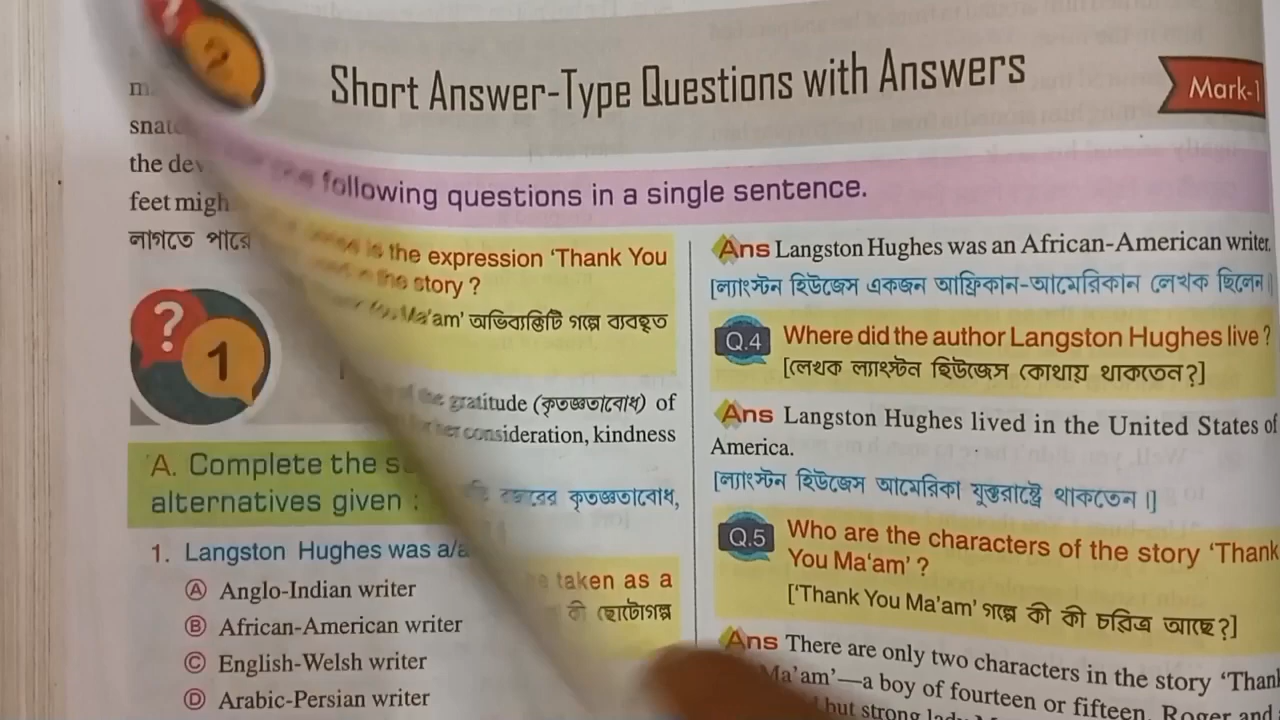 Short Answer-Type Questions with Answers
Mark-1
following questions in a single sentence.
is the expression ‘Thank You
the story ?
Ma'am’ অভিব্যক্তিটি গল্পে ব্যবহৃত
the gratitude (কৃতজ্ঞতাবোধ) of
her consideration, kindness
কৃতজ্ঞতাবোধ,
taken as a
কী ছোটোগল্প
Ans Langston Hughes was an African-American writer.
[ল্যাংস্টন হিউজেস একজন আফ্রিকান-আমেরিকান লেখক ছিলেন।
Q.4 Where did the author Langston Hughes live ?
[লেখক ল্যাংস্টন হিউজেস কোথায় থাকতেন?]
Ans Langston Hughes lived in the United States of
America.
[ল্যাংস্টন হিউজেস আমেরিকা যুক্তরাষ্ট্রে থাকতেন।]
Q.5 Who are the characters of the story ‘Thank
You Ma'am’ ?
[‘Thank You Ma'am’ গল্পে কী কী চরিত্র আছে?]
Ans There are only two characters in the story ‘Thank
Ma'am’—a boy of fourteen or fifteen, Roger and
but strong
the
feet
লাগতে পারে
? 1
A. Complete the
alternatives given :
1. Langston Hughes was a/a
A Anglo-Indian writer
B African-American writer
C English-Welsh writer
D Arabic-Persian writer